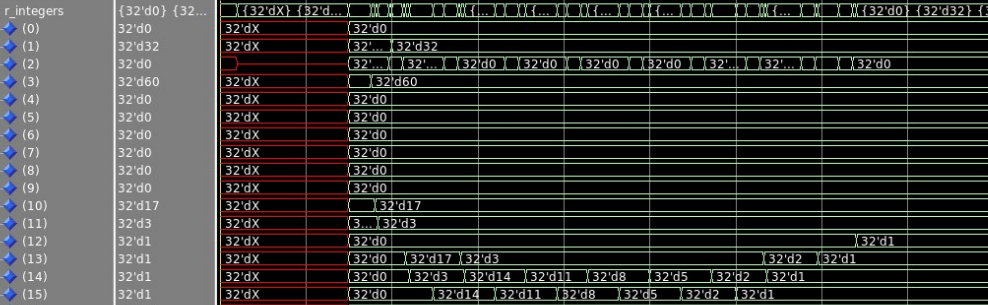 r_integers {32'd0} {32... {32'dX} {32'd... {... {... {... {... {... {32'd0} {32'd32} {3
(0) 32'd0 32'dX 32'd0
(1) 32'd32 32'dX 32'... 32'd32
(2) 32'd0 32'... 32'... 32'd0 32'd0 32'd0 32'd0 32'... 32'... 32'd0
(3) 32'd60 32'dX 32'd60
(4) 32'd0 32'dX 32'd0
(5) 32'd0 32'dX 32'd0
(6) 32'd0 32'dX 32'd0
(7) 32'd0 32'dX 32'd0
(8) 32'd0 32'dX 32'd0
(9) 32'd0 32'dX 32'd0
(10) 32'd17 32'dX 32'd17
(11) 32'd3 32'dX 3... 32'd3
(12) 32'd1 32'dX 32'd0 32'd1
(13) 32'd1 32'dX 32'd0 32'd17 32'd3 32'd2 32'd1
(14) 32'd1 32'dX 32'd0 32'd3 32'd14 32'd11 32'd8 32'd5 32'd2 32'd1
(15) 32'd1 32'dX 32'd0 32'd14 32'd11 32'd8 32'd5 32'd2 32'd1